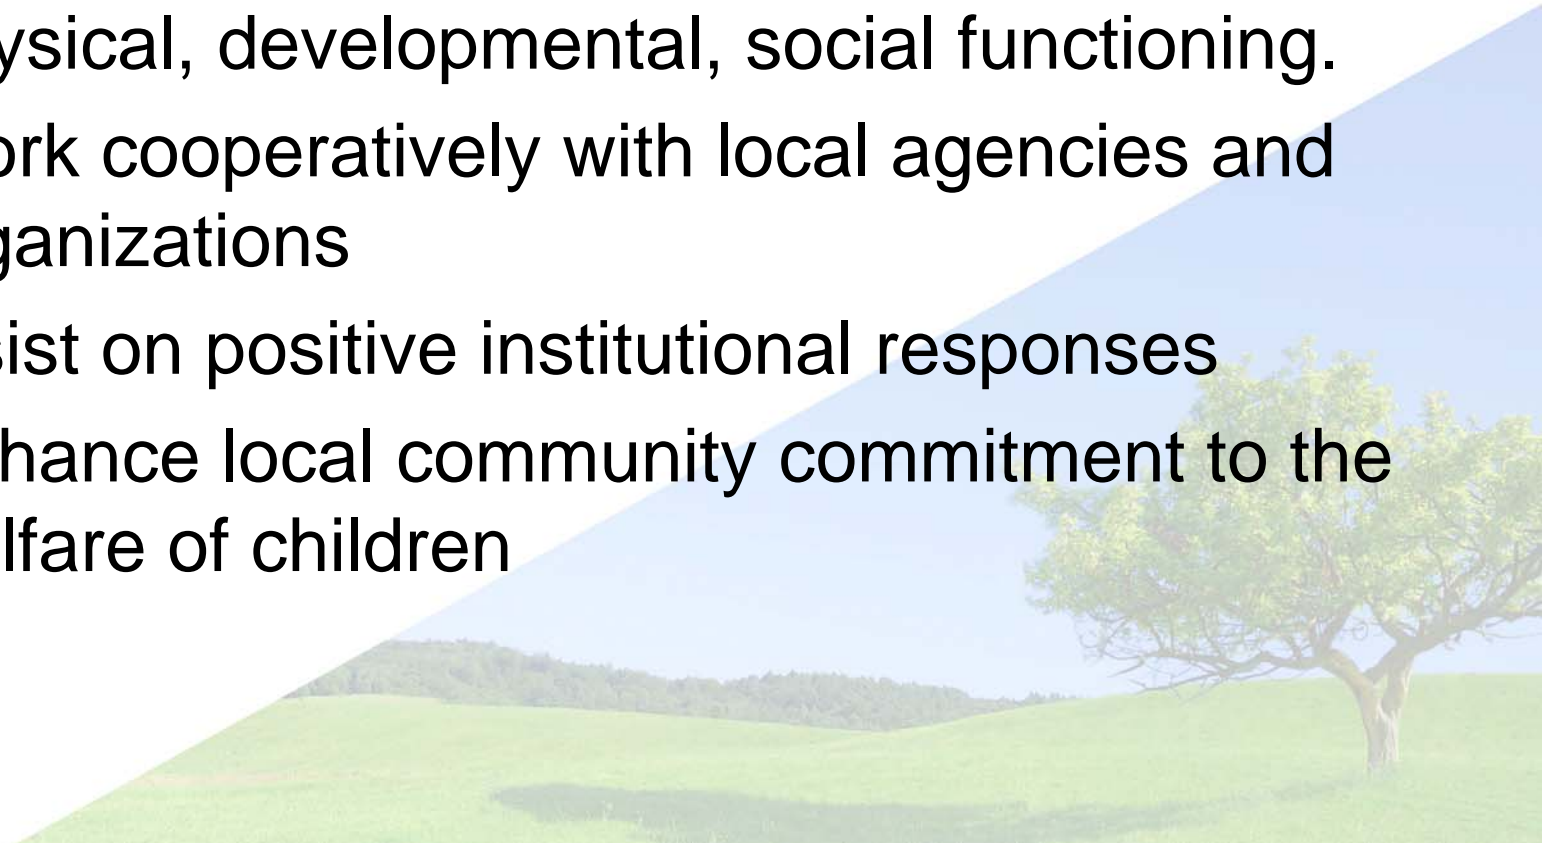 ysical, developmental, social functioning.
ork cooperatively with local agencies and
ganizations
sist on positive institutional responses
hance local community commitment to the
lfare of children